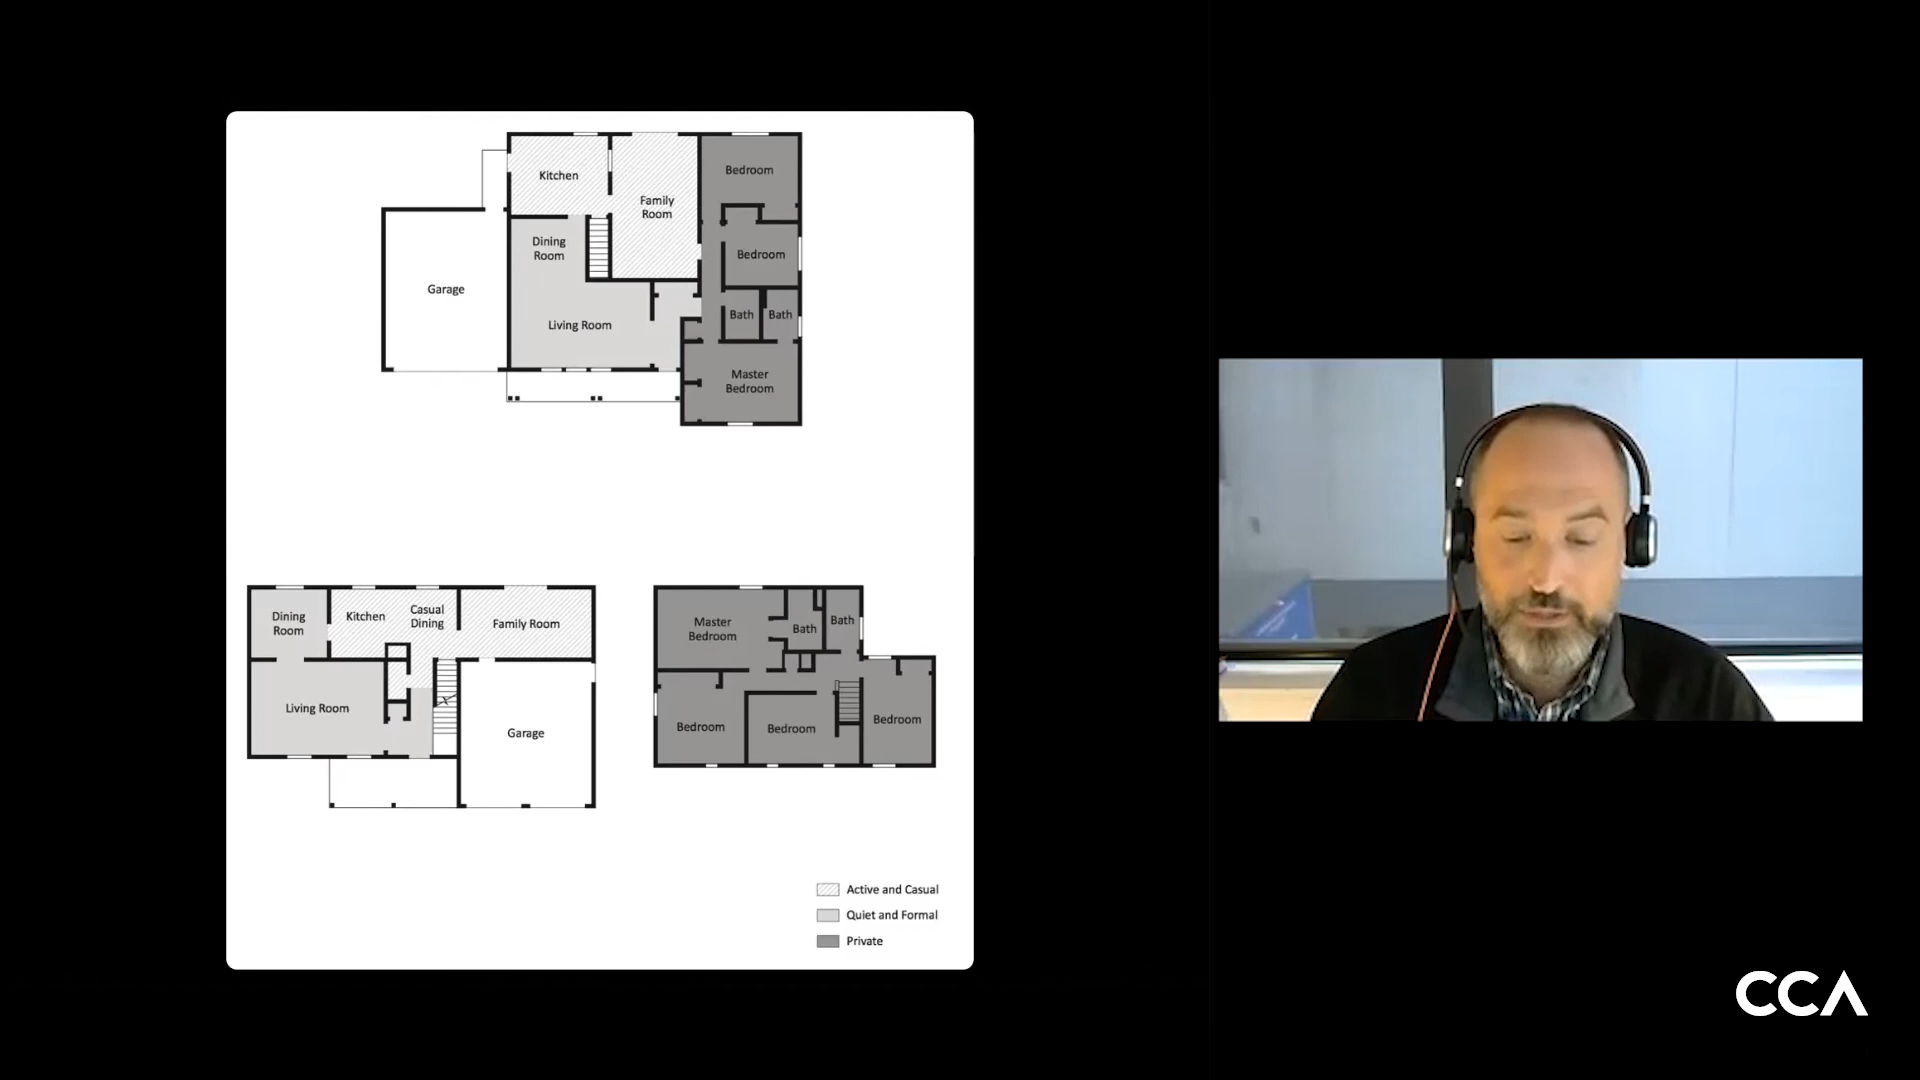 Kitchen
Family
Room
Bedroom
Dining
Room
Bedroom
Garage
Living Room
Bath
Bath
Master
Bedroom
Dining
Room
Kitchen
Casual
Dining
Family Room
Living Room
Garage
Master
Bedroom
Bath
Bath
Bedroom
Bedroom
Bedroom
Active and Casual
Quiet and Formal
Private
CCA